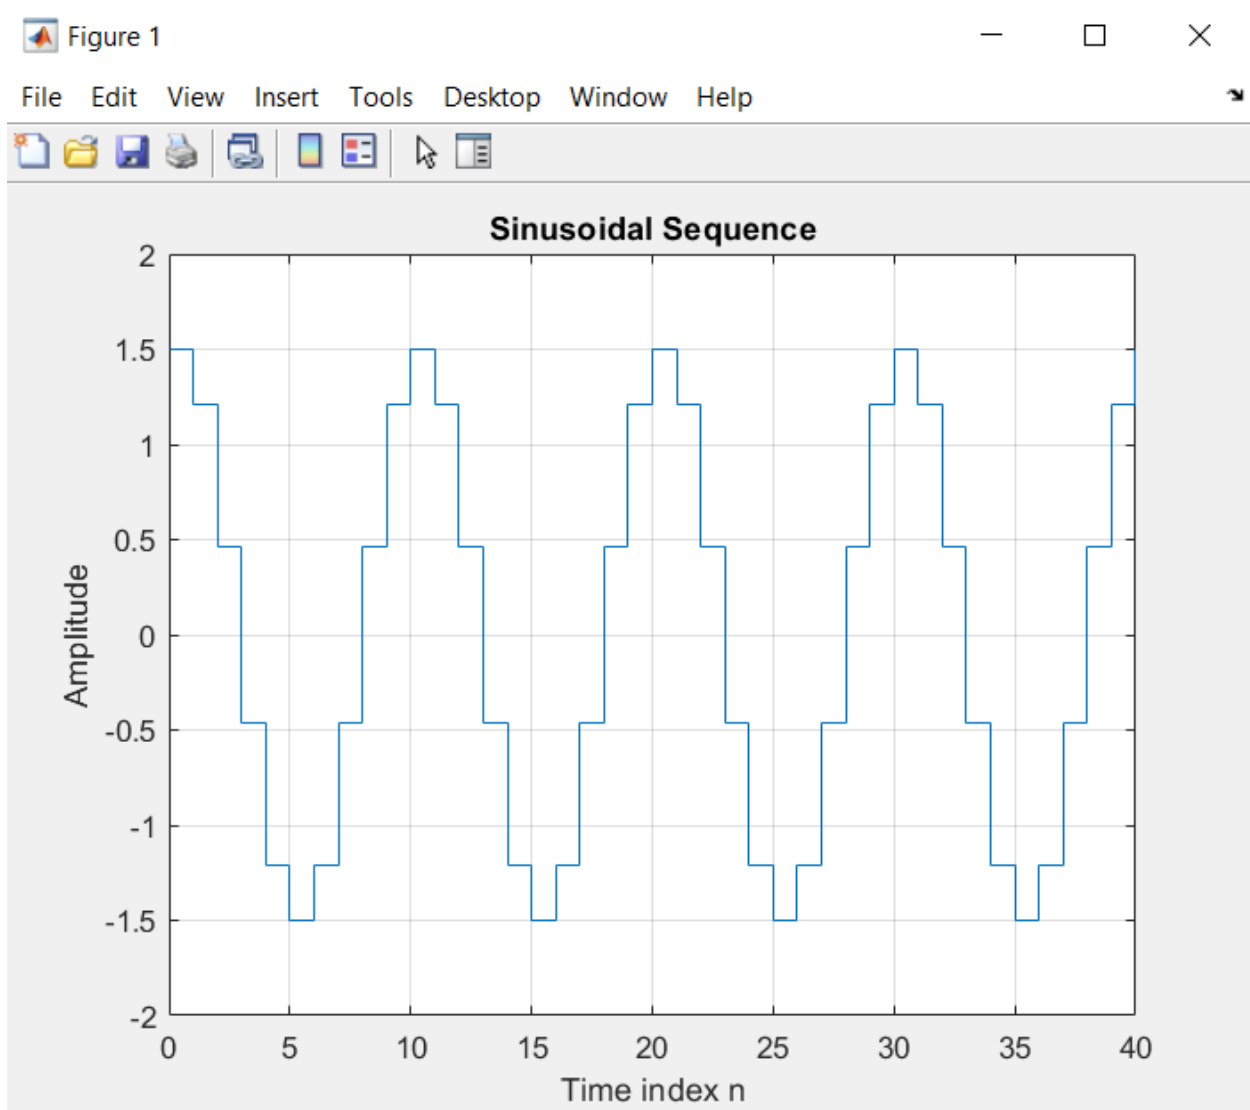 Figure 1
File Edit View Insert Tools Desktop Window Help
Sinusoidal Sequence
2
1.5
1
0.5
0
-0.5
-1
-1.5
-2
Amplitude
0 5 10 15 20 25 30 35 40
Time index n